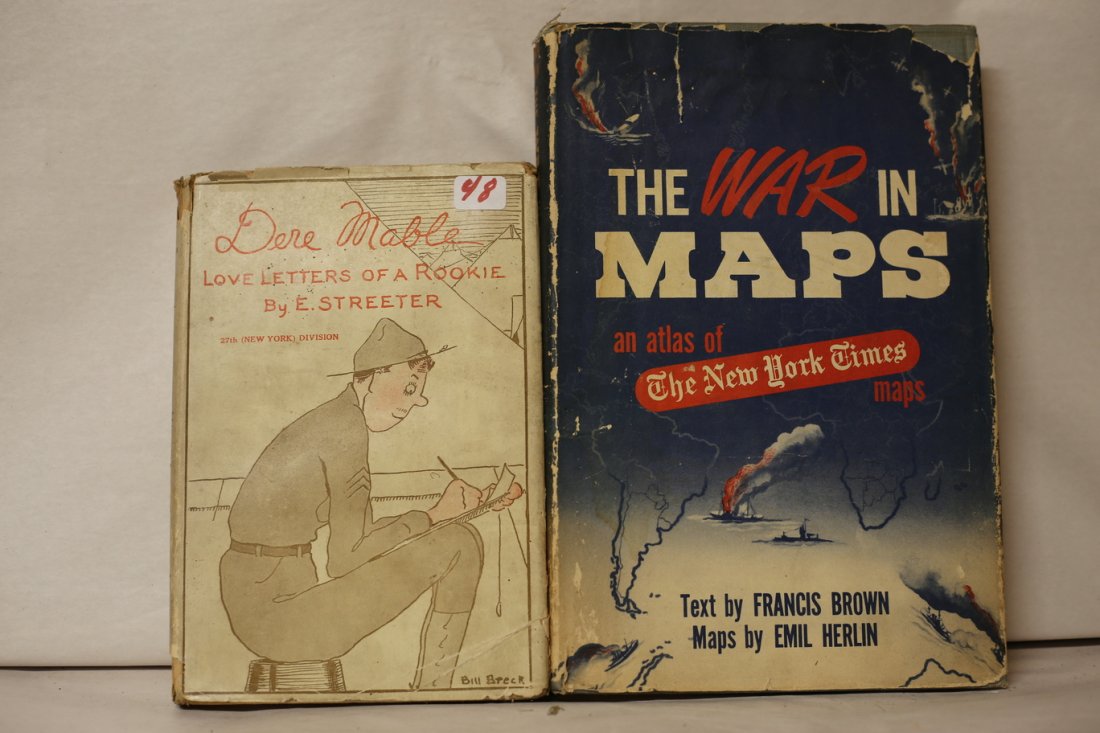 48
Dere Mable
LOVE LETTERS OF A ROOKIE
By E. STREETER
27th (NEW YORK) DIVISION
Bill Breck
THE WAR IN
MAPS
an atlas of
The New York Times
maps
Text by FRANCIS BROWN
Maps by EMIL HERLIN